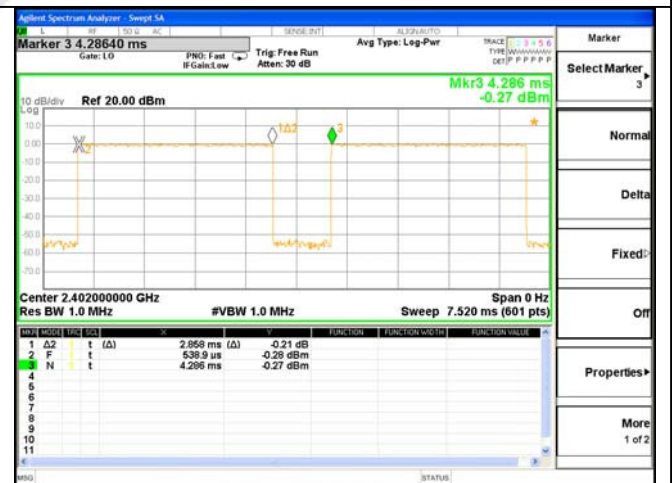 Agilent Spectrum Analyzer - Swept SA
L RF 50 Ω AC SENSE:INT ALIGNAUTO
Marker 3 4.28640 ms
Gate: LO
PNO: Fast
IFGain:Low
Trig: Free Run
Atten: 30 dB
Avg Type: Log-Pwr
TRACE 1 2 3 4 5 6
TYPE
DET P P P P P P
Mkr3 4.286 ms
-0.27 dBm
10 dB/div Ref 20.00 dBm
Log
10.0
0.00
-10.0
-20.0
-30.0
-40.0
-50.0
-60.0
-70.0
X2
1Δ2
3
*
Center 2.402000000 GHz Span 0 Hz
Res BW 1.0 MHz #VBW 1.0 MHz Sweep 7.520 ms (601 pts)
MKR MODE TRC SCL X Y FUNCTION FUNCTION WIDTH FUNCTION VALUE
1 Δ2 t (Δ) 2.858 ms (Δ) -0.21 dB
2 F t 538.9 µs -0.28 dBm
3 N t 4.286 ms -0.27 dBm
4
5
6
7
8
9
10
11
MSG STATUS
Marker
Select Marker
3
Normal
Delta
Fixed
Off
Properties
More
1 of 2